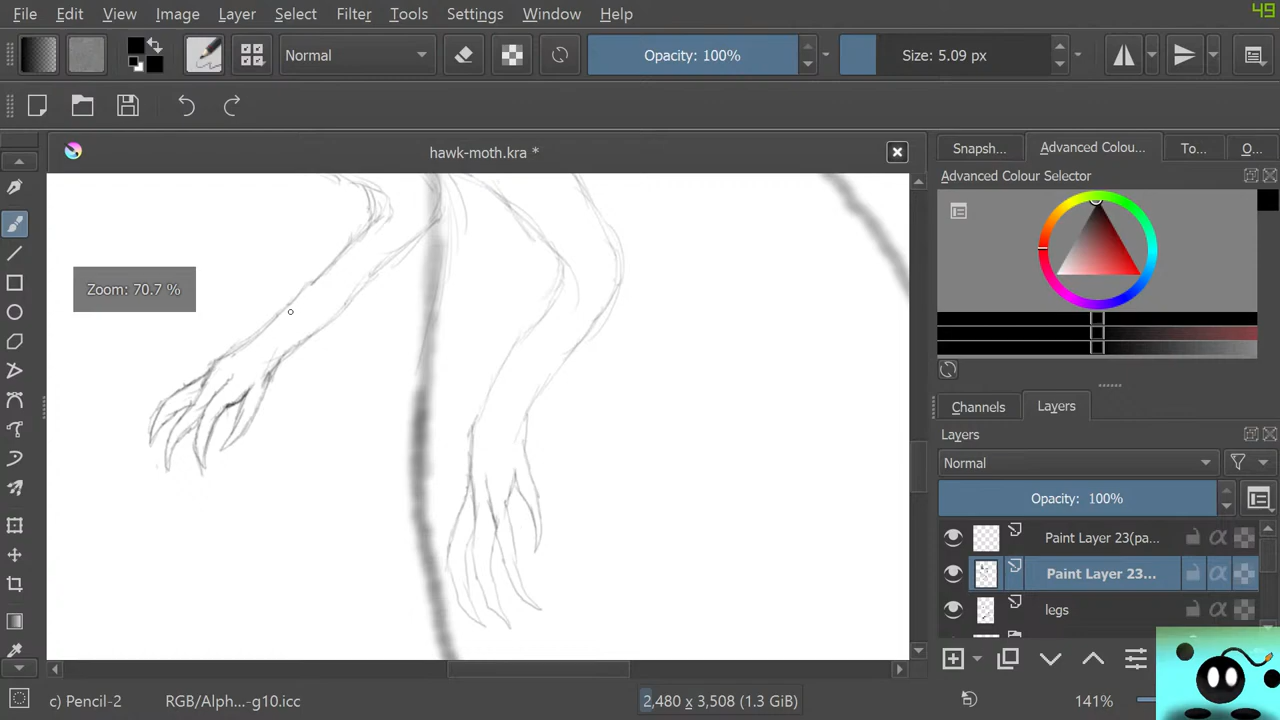 File Edit View Image Layer Select Filter Tools Settings Window Help
49
Normal
Opacity: 100%
Size: 5.09 px
hawk-moth.kra *
Snapsh...
Advanced Colou...
To...
O...
Advanced Colour Selector
Zoom: 70.7 %
Channels
Layers
Layers
Normal
Opacity: 100%
Paint Layer 23(pa...
Paint Layer 23...
legs
c) Pencil-2
RGB/Alph...-g10.icc
2,480 x 3,508 (1.3 GiB)
141%